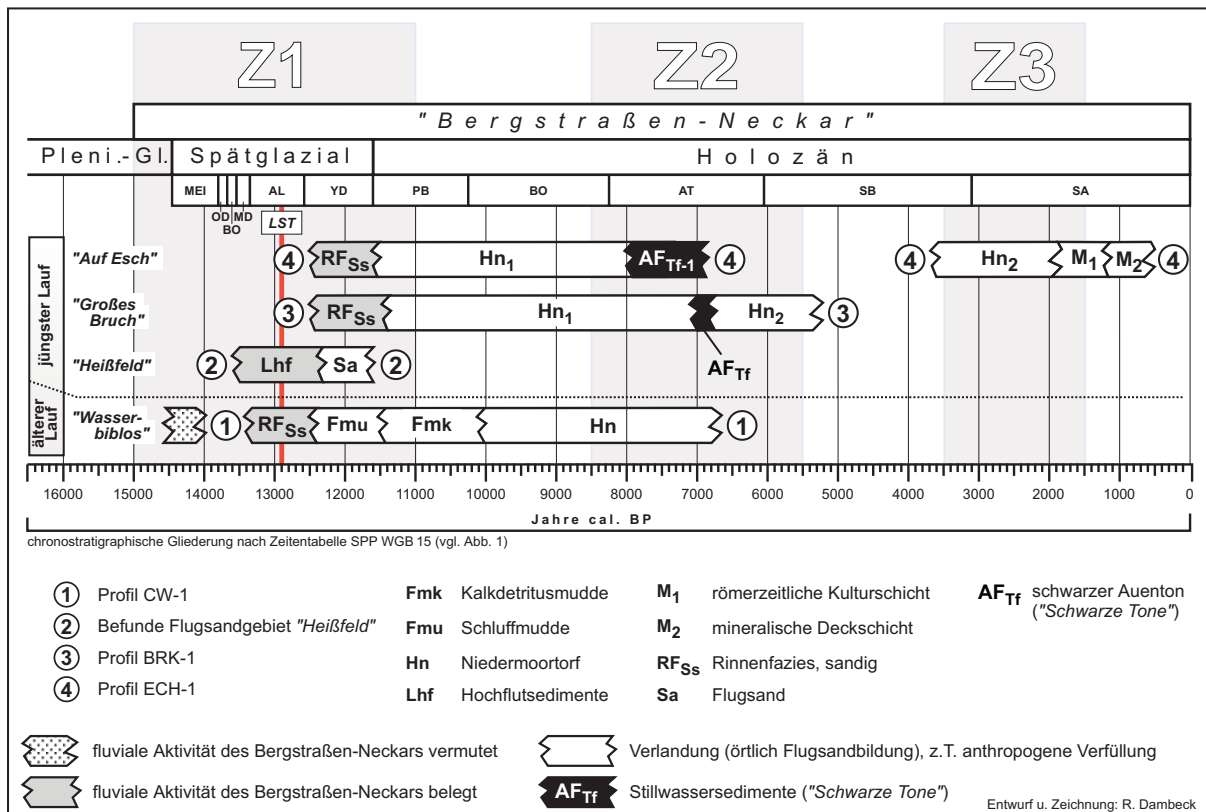 Z1 Z2 Z3
"Bergstraßen-Neckar"
Pleni.-Gl. Spätglazial Holozän
MEI OD BO MD AL YD PB BO AT SB SA
LST
jüngster Lauf
"Auf Esch" 4 RFSs Hn1 AFTf-1 4 4 Hn2 M1 M2 4
"Großes
Bruch" 3 RFSs Hn1 Hn2 3
AFTf
"Heißfeld" 2 Lhf Sa 2
älterer
Lauf
"Wasser-
biblos" 1 RFSs Fmu Fmk Hn 1
16000 15000 14000 13000 12000 11000 10000 9000 8000 7000 6000 5000 4000 3000 2000 1000 0
Jahre cal. BP
chronostratigraphische Gliederung nach Zeitentabelle SPP WGB 15 (vgl. Abb. 1)
1 Profil CW-1
2 Befunde Flugsandgebiet "Heißfeld"
3 Profil BRK-1
4 Profil ECH-1
Fmk Kalkdetritusmudde
Fmu Schluffmudde
Hn Niedermoortorf
Lhf Hochflutsedimente
M1 römerzeitliche Kulturschicht
M2 mineralische Deckschicht
RFSs Rinnenfazies, sandig
Sa Flugsand
AFTf schwarzer Auenton
("Schwarze Tone")
fluviale Aktivität des Bergstraßen-Neckars vermutet
fluviale Aktivität des Bergstraßen-Neckars belegt
Verlandung (örtlich Flugsandbildung), z.T. anthropogene Verfüllung
AFTf Stillwassersedimente ("Schwarze Tone")
Entwurf u. Zeichnung: R. Dambeck